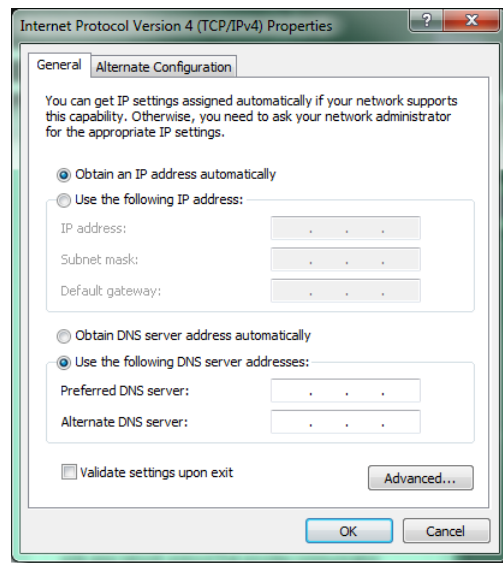 Internet Protocol Version 4 (TCP/IPv4) Properties
General
Alternate Configuration
You can get IP settings assigned automatically if your network supports
this capability. Otherwise, you need to ask your network administrator
for the appropriate IP settings.
Obtain an IP address automatically
Use the following IP address:
IP address:
Subnet mask:
Default gateway:
Obtain DNS server address automatically
Use the following DNS server addresses:
Preferred DNS server:
Alternate DNS server:
Validate settings upon exit
Advanced...
OK
Cancel